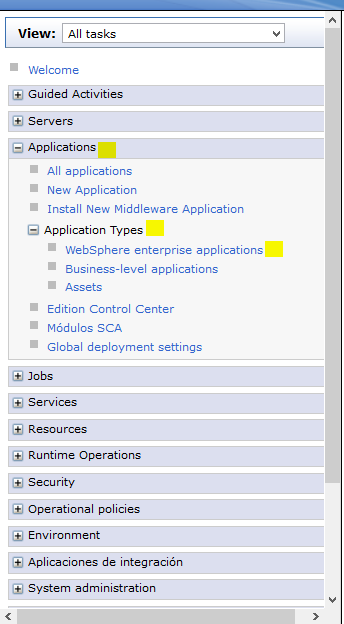 View: All tasks
Welcome
Guided Activities
Servers
Applications
All applications
New Application
Install New Middleware Application
Application Types
WebSphere enterprise applications
Business-level applications
Assets
Edition Control Center
Módulos SCA
Global deployment settings
Jobs
Services
Resources
Runtime Operations
Security
Operational policies
Environment
Aplicaciones de integración
System administration